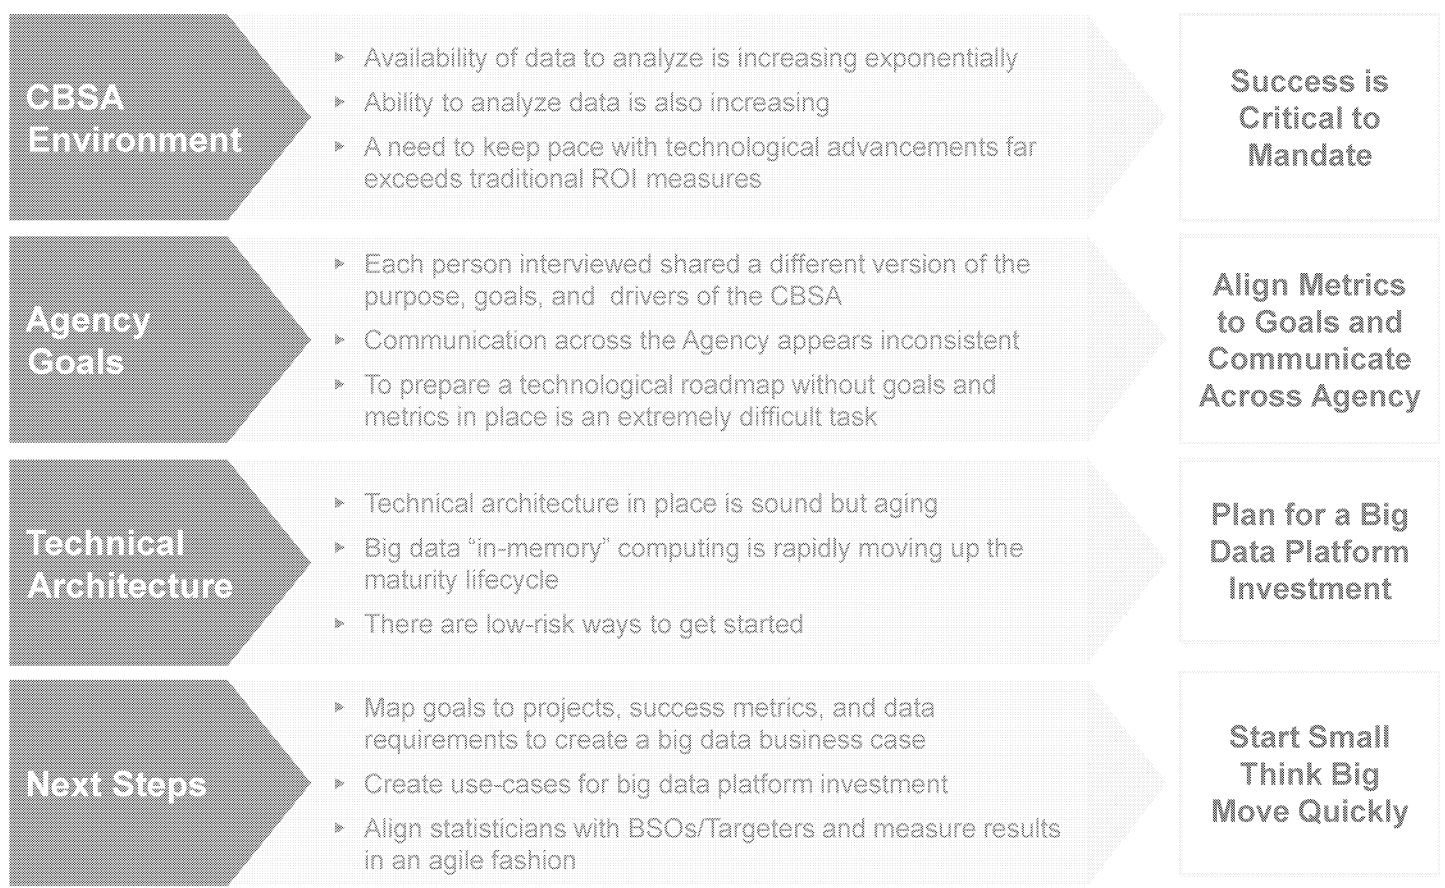 CBSA
Environment
▸ Availability of data to analyze is increasing exponentially
▸ Ability to analyze data is also increasing
▸ A need to keep pace with technological advancements far
exceeds traditional ROI measures
Success is
Critical to
Mandate
Agency
Goals
▸ Each person interviewed shared a different version of the
purpose, goals, and drivers of the CBSA
▸ Communication across the Agency appears inconsistent
▸ To prepare a technological roadmap without goals and
metrics in place is an extremely difficult task
Align Metrics
to Goals and
Communicate
Across Agency
Technical
Architecture
▸ Technical architecture in place is sound but aging
▸ Big data “in-memory” computing is rapidly moving up the
maturity lifecycle
▸ There are low-risk ways to get started
Plan for a Big
Data Platform
Investment
Next Steps
▸ Map goals to projects, success metrics, and data
requirements to create a big data business case
▸ Create use-cases for big data platform investment
▸ Align statisticians with BSOs/Targeters and measure results
in an agile fashion
Start Small
Think Big
Move Quickly